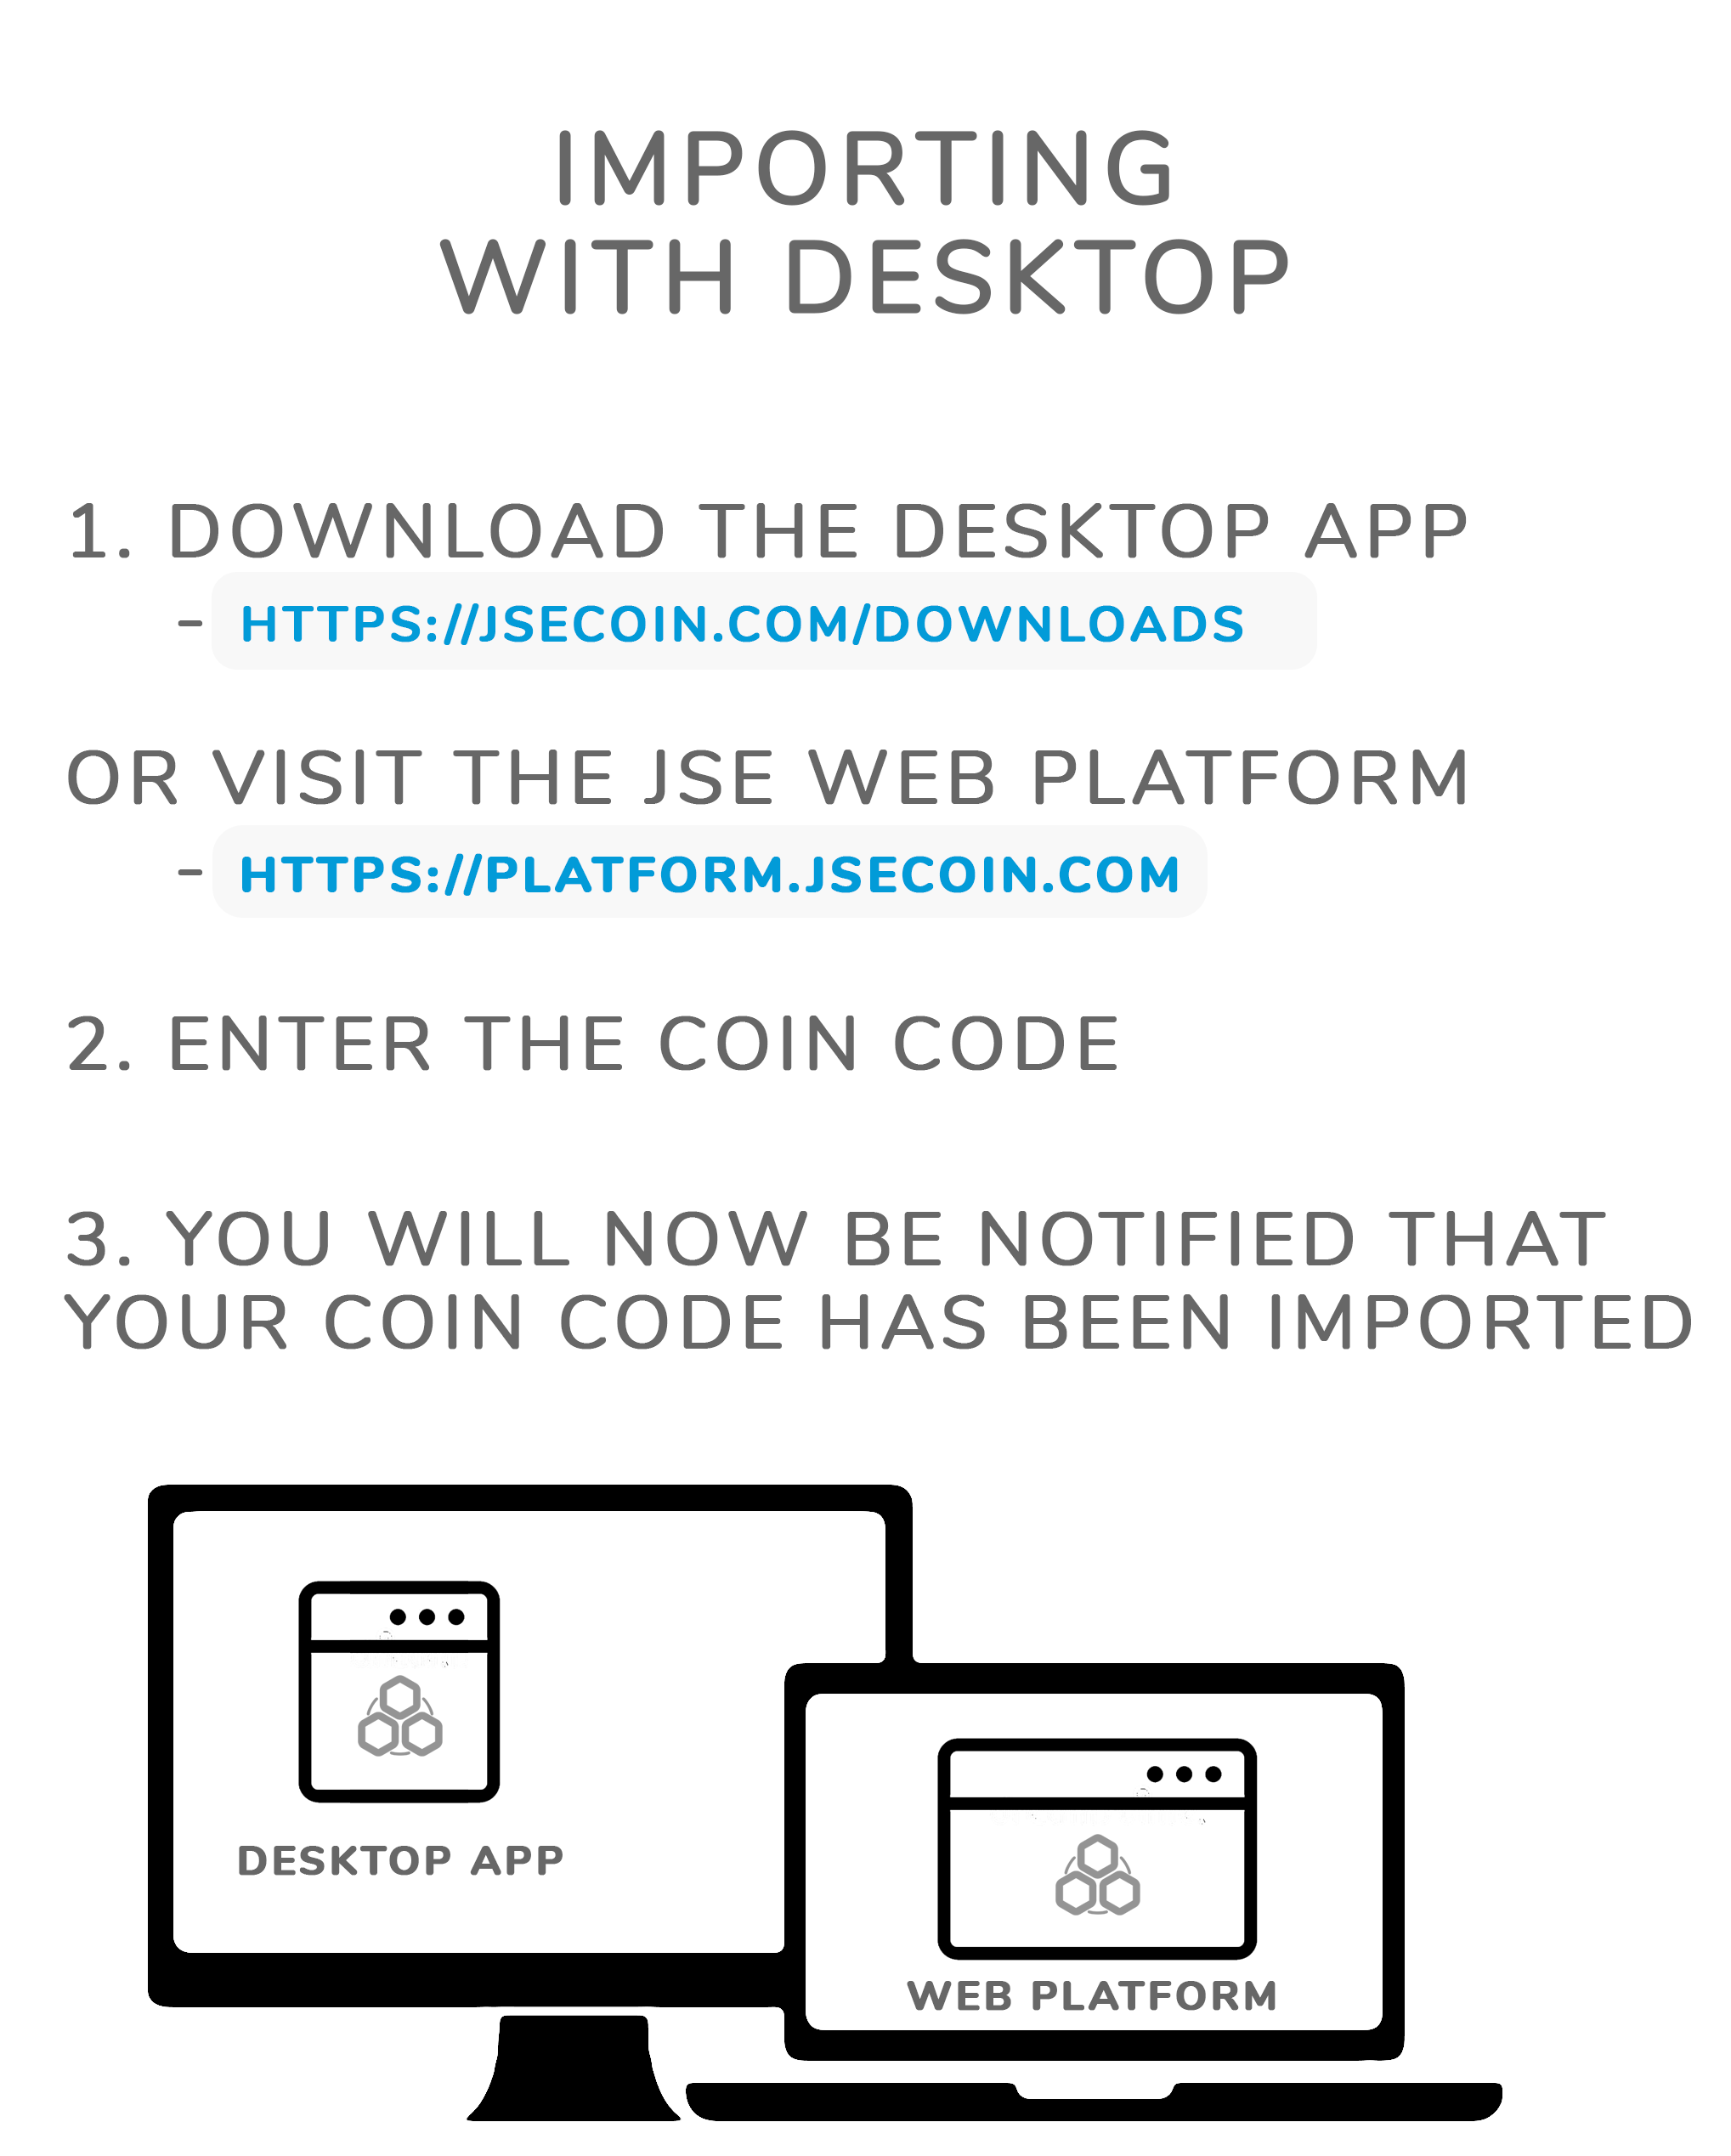 IMPORTING
WITH DESKTOP
1. DOWNLOAD THE DESKTOP APP
- HTTPS://JSECOIN.COM/DOWNLOADS
OR VISIT THE JSE WEB PLATFORM
- HTTPS://PLATFORM.JSECOIN.COM
2. ENTER THE COIN CODE
3. YOU WILL NOW BE NOTIFIED THAT
YOUR COIN CODE HAS BEEN IMPORTED
DESKTOP APP
WEB PLATFORM